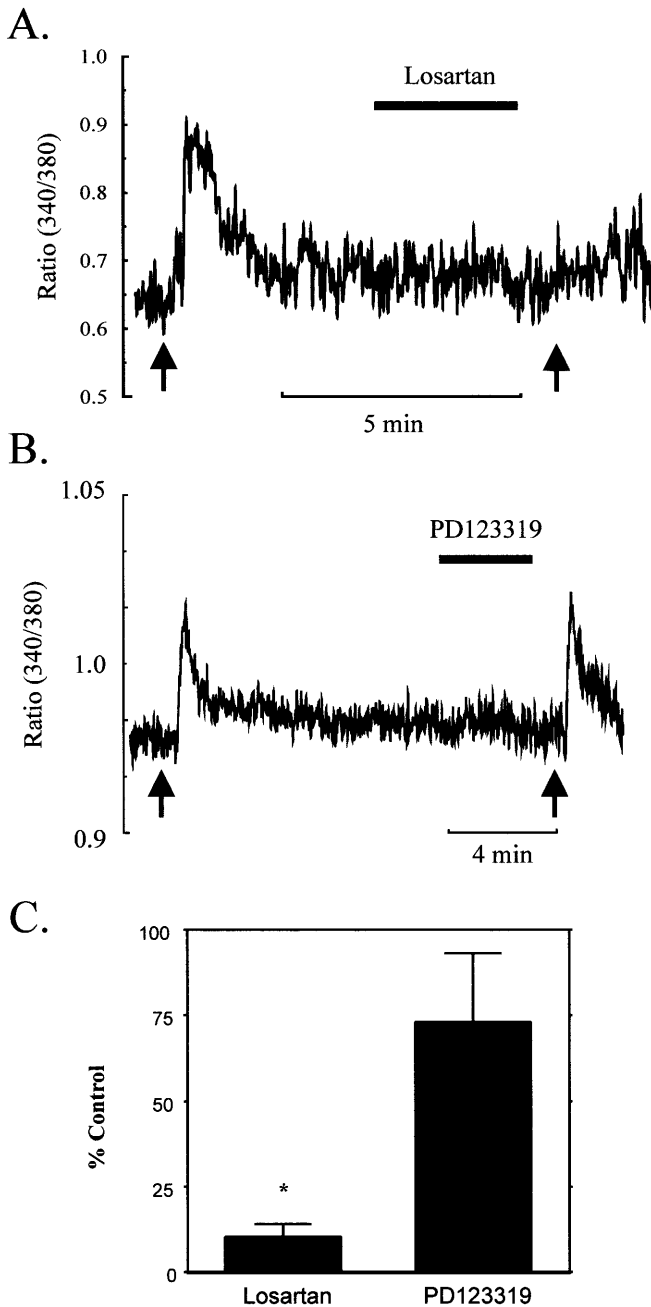 A.
1.0
0.9
0.8
0.7
0.6
0.5
Ratio (340/380)
Losartan
5 min
B.
1.05
1.0
0.9
Ratio (340/380)
PD123319
4 min
C.
100
75
50
25
0
% Control
*
Losartan
PD123319